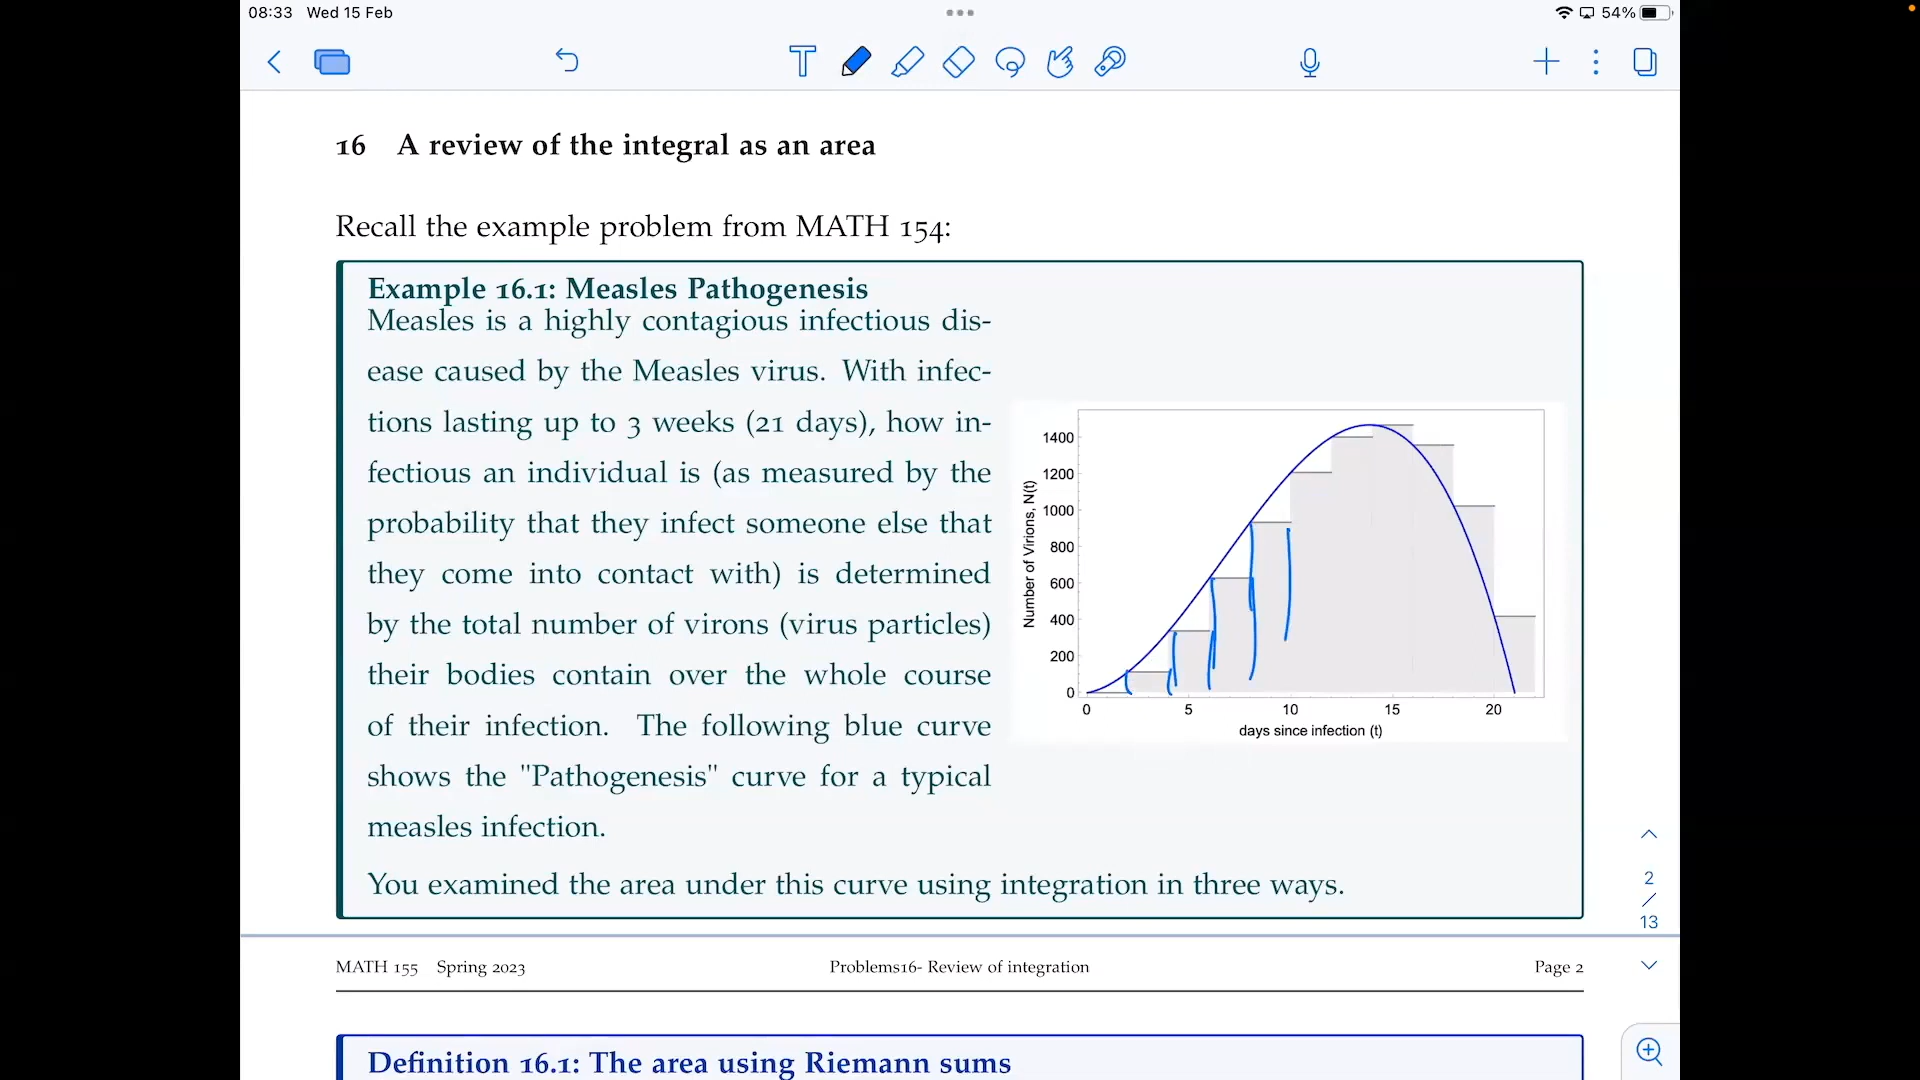 08:33 Wed 15 Feb
54%
T
16 A review of the integral as an area
Recall the example problem from MATH 154:
Example 16.1: Measles Pathogenesis
Measles is a highly contagious infectious dis-
ease caused by the Measles virus. With infec-
tions lasting up to 3 weeks (21 days), how in-
fectious an individual is (as measured by the
probability that they infect someone else that
they come into contact with) is determined
by the total number of virons (virus particles)
their bodies contain over the whole course
of their infection. The following blue curve
shows the "Pathogenesis" curve for a typical
measles infection.
Number of Virions, N(t)
1400
1200
1000
800
600
400
200
0
0 5 10 15 20
days since infection (t)
You examined the area under this curve using integration in three ways.
2
/
13
MATH 155 Spring 2023 Problems16- Review of integration Page 2
Definition 16.1: The area using Riemann sums